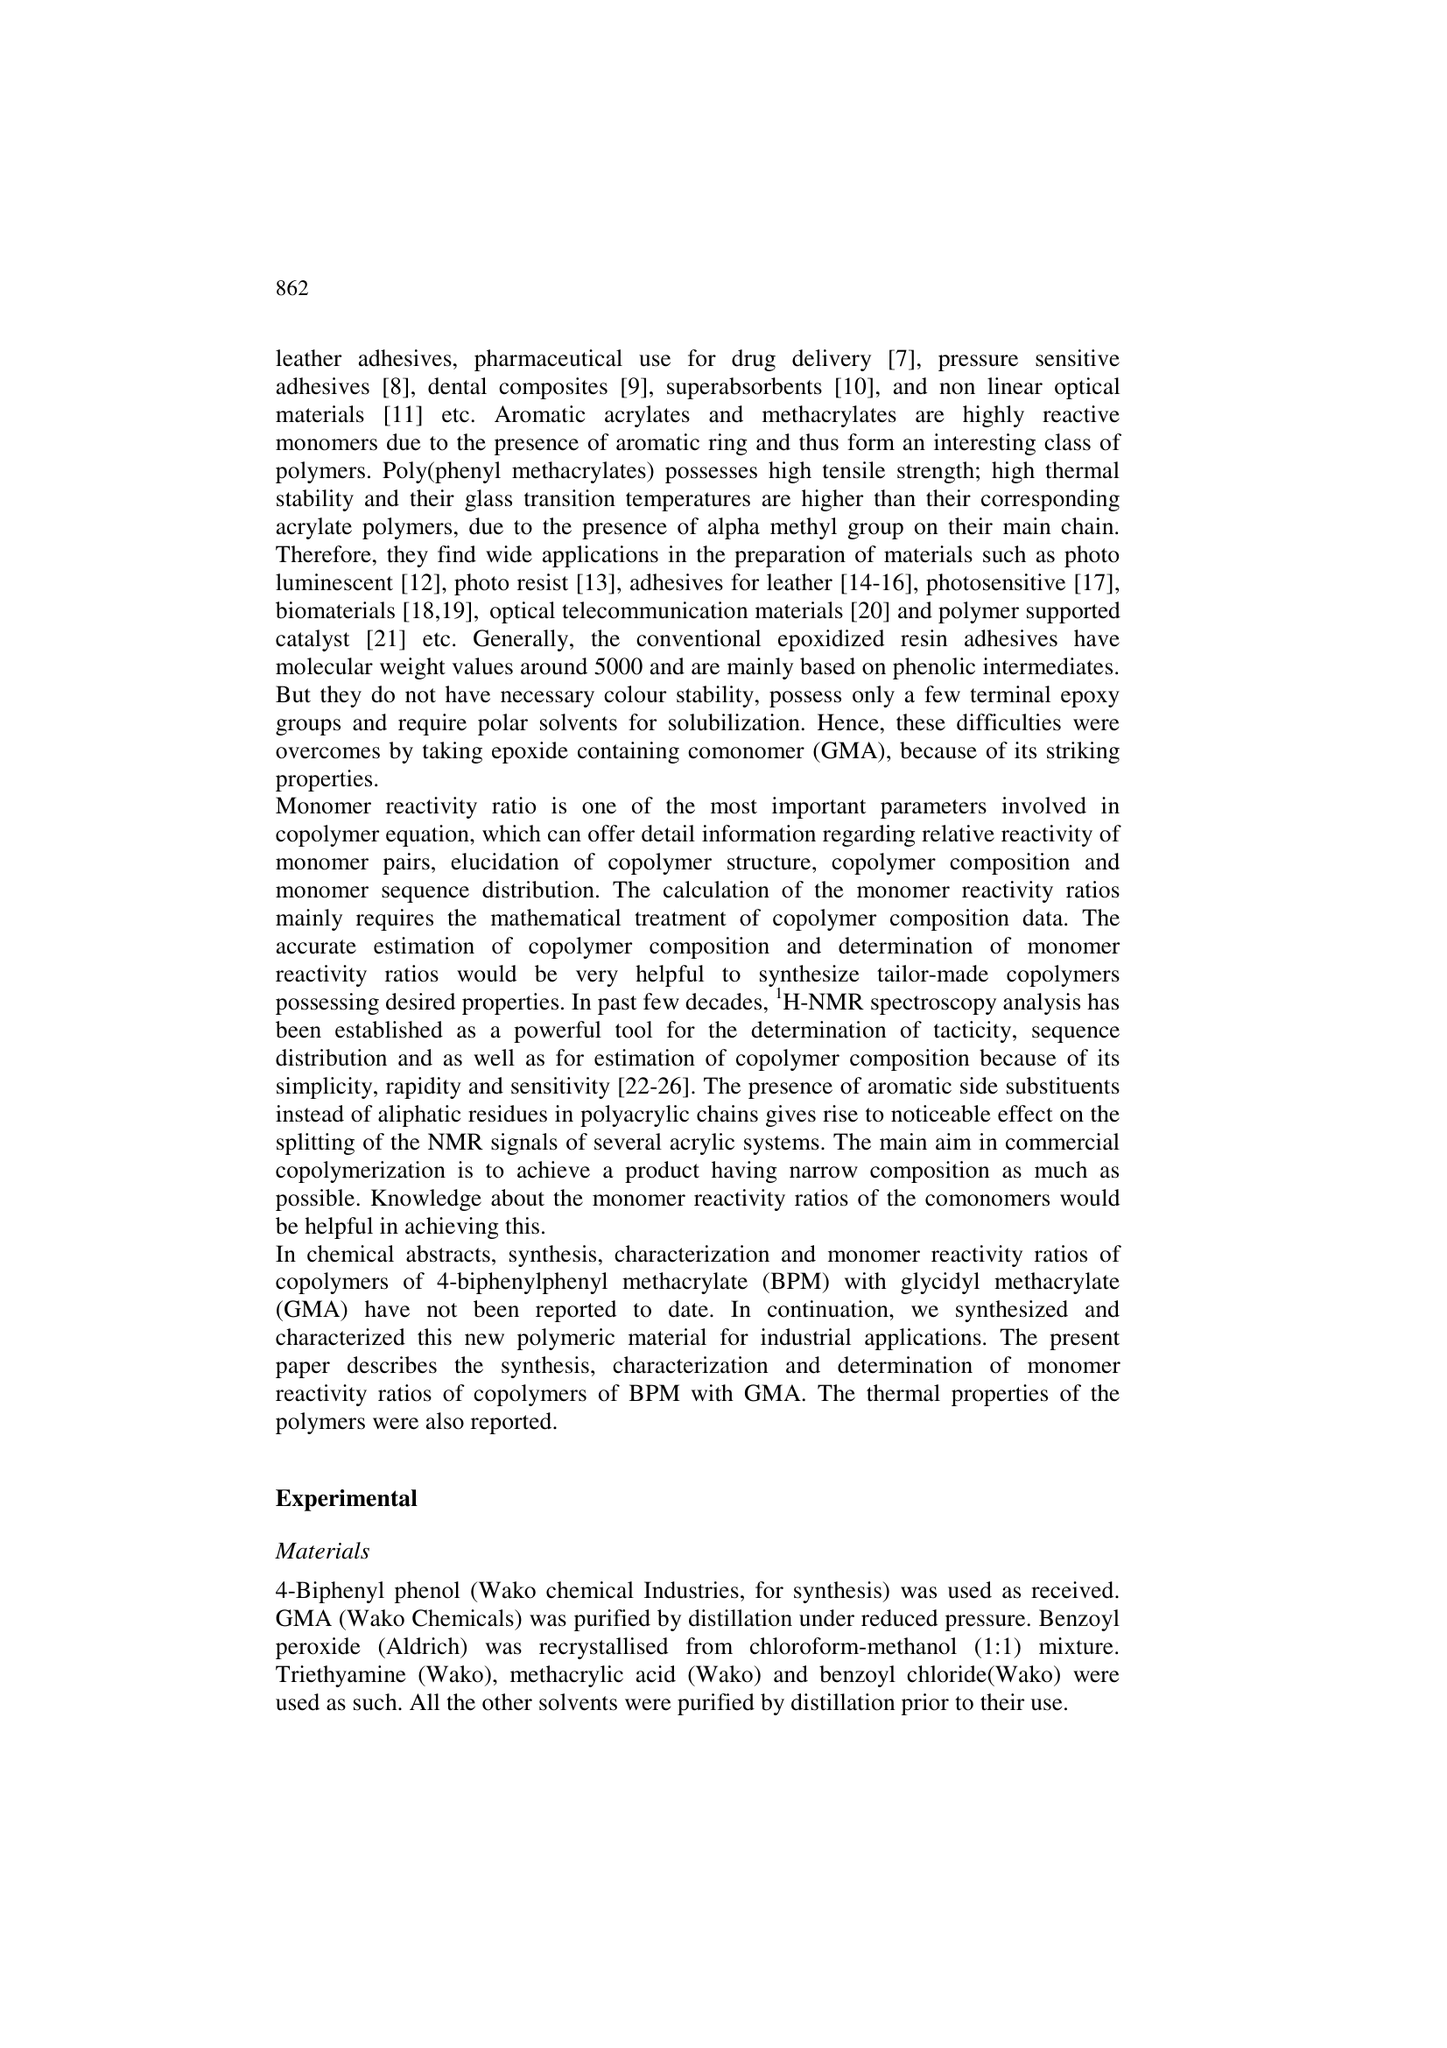 862
leather adhesives, pharmaceutical use for drug delivery [7], pressure sensitive
adhesives [8], dental composites [9], superabsorbents [10], and non linear optical
materials [11] etc. Aromatic acrylates and methacrylates are highly reactive
monomers due to the presence of aromatic ring and thus form an interesting class of
polymers. Poly(phenyl methacrylates) possesses high tensile strength; high thermal
stability and their glass transition temperatures are higher than their corresponding
acrylate polymers, due to the presence of alpha methyl group on their main chain.
Therefore, they find wide applications in the preparation of materials such as photo
luminescent [12], photo resist [13], adhesives for leather [14-16], photosensitive [17],
biomaterials [18,19], optical telecommunication materials [20] and polymer supported
catalyst [21] etc. Generally, the conventional epoxidized resin adhesives have
molecular weight values around 5000 and are mainly based on phenolic intermediates.
But they do not have necessary colour stability, possess only a few terminal epoxy
groups and require polar solvents for solubilization. Hence, these difficulties were
overcomes by taking epoxide containing comonomer (GMA), because of its striking
properties.
Monomer reactivity ratio is one of the most important parameters involved in
copolymer equation, which can offer detail information regarding relative reactivity of
monomer pairs, elucidation of copolymer structure, copolymer composition and
monomer sequence distribution. The calculation of the monomer reactivity ratios
mainly requires the mathematical treatment of copolymer composition data. The
accurate estimation of copolymer composition and determination of monomer
reactivity ratios would be very helpful to synthesize tailor-made copolymers
possessing desired properties. In past few decades, ¹H-NMR spectroscopy analysis has
been established as a powerful tool for the determination of tacticity, sequence
distribution and as well as for estimation of copolymer composition because of its
simplicity, rapidity and sensitivity [22-26]. The presence of aromatic side substituents
instead of aliphatic residues in polyacrylic chains gives rise to noticeable effect on the
splitting of the NMR signals of several acrylic systems. The main aim in commercial
copolymerization is to achieve a product having narrow composition as much as
possible. Knowledge about the monomer reactivity ratios of the comonomers would
be helpful in achieving this.
In chemical abstracts, synthesis, characterization and monomer reactivity ratios of
copolymers of 4-biphenylphenyl methacrylate (BPM) with glycidyl methacrylate
(GMA) have not been reported to date. In continuation, we synthesized and
characterized this new polymeric material for industrial applications. The present
paper describes the synthesis, characterization and determination of monomer
reactivity ratios of copolymers of BPM with GMA. The thermal properties of the
polymers were also reported.
Experimental
Materials
4-Biphenyl phenol (Wako chemical Industries, for synthesis) was used as received.
GMA (Wako Chemicals) was purified by distillation under reduced pressure. Benzoyl
peroxide (Aldrich) was recrystallised from chloroform-methanol (1:1) mixture.
Triethyamine (Wako), methacrylic acid (Wako) and benzoyl chloride(Wako) were
used as such. All the other solvents were purified by distillation prior to their use.